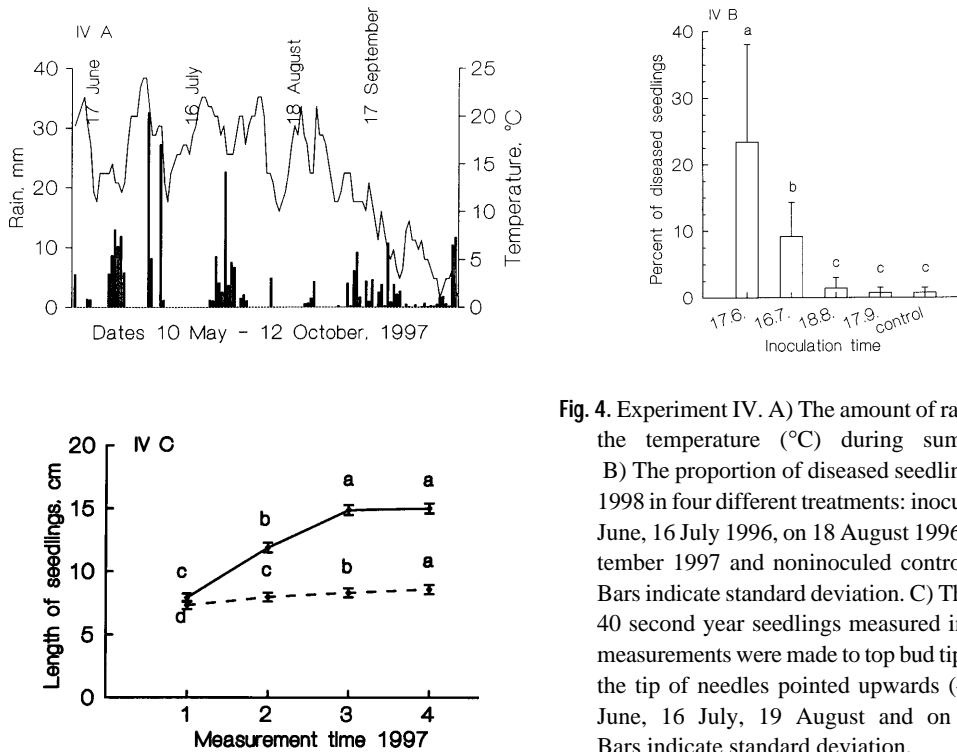 IV A
17 June
16 July
18 August
17 September
40
30
20
10
0
Rain, mm
25
20
15
10
5
0
Temperature, °C
Dates 10 May - 12 October, 1997
IV B
a
b
c
c
c
40
30
20
10
0
Percent of diseased seedlings
17.6. 16.7. 18.8. 17.9. control
Inoculation time
IV C
20
15
10
5
0
Length of seedlings, cm
a a
b
c c b a
d
1 2 3 4
Measurement time 1997
Fig. 4. Experiment IV. A) The amount of ra
the temperature (°C) during sum
B) The proportion of diseased seedlin
1998 in four different treatments: inocu
June, 16 July 1996, on 18 August 1996
tember 1997 and noninoculed control
Bars indicate standard deviation. C) Th
40 second year seedlings measured in
measurements were made to top bud tip
the tip of needles pointed upwards (
June, 16 July, 19 August and on
Bars indicate standard deviation.